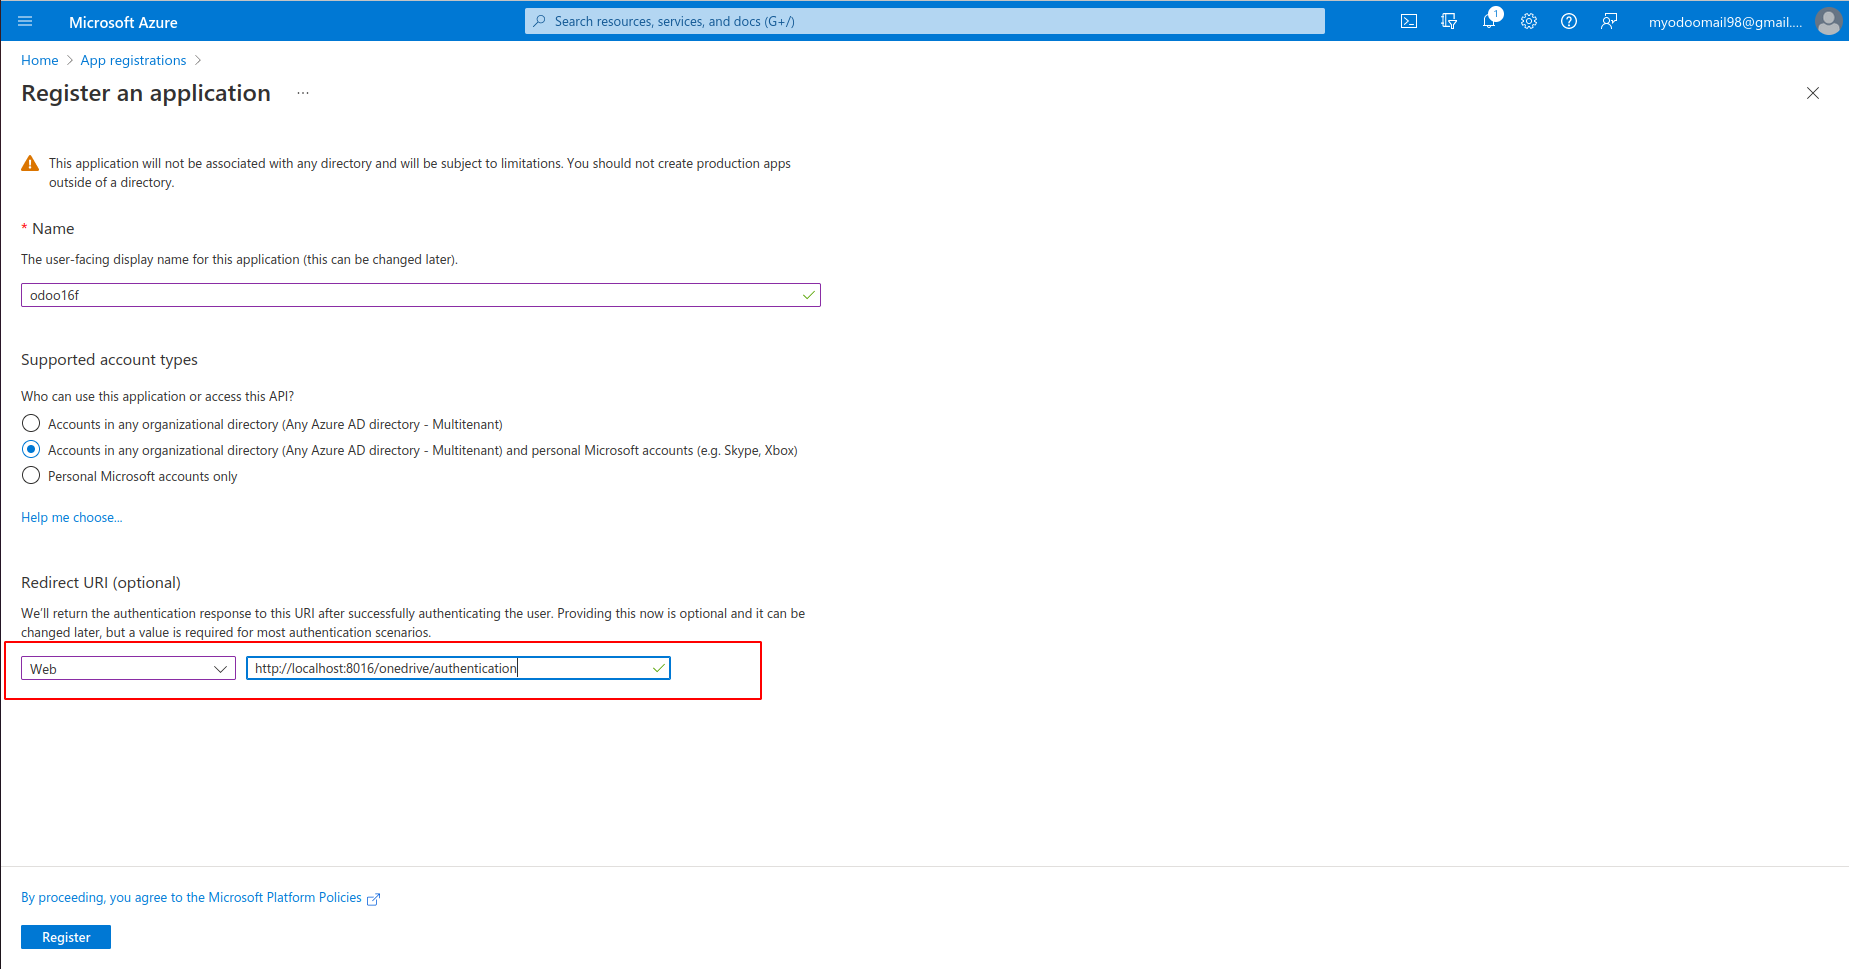 Microsoft Azure
Search resources, services, and docs (G+/)
1
myodoomail98@gmail....
Home > App registrations >
Register an application ...
This application will not be associated with any directory and will be subject to limitations. You should not create production apps
outside of a directory.
* Name
The user-facing display name for this application (this can be changed later).
odoo16f
Supported account types
Who can use this application or access this API?
Accounts in any organizational directory (Any Azure AD directory - Multitenant)
Accounts in any organizational directory (Any Azure AD directory - Multitenant) and personal Microsoft accounts (e.g. Skype, Xbox)
Personal Microsoft accounts only
Help me choose...
Redirect URI (optional)
We'll return the authentication response to this URI after successfully authenticating the user. Providing this now is optional and it can be
changed later, but a value is required for most authentication scenarios.
Web
http://localhost:8016/onedrive/authentication
By proceeding, you agree to the Microsoft Platform Policies
Register